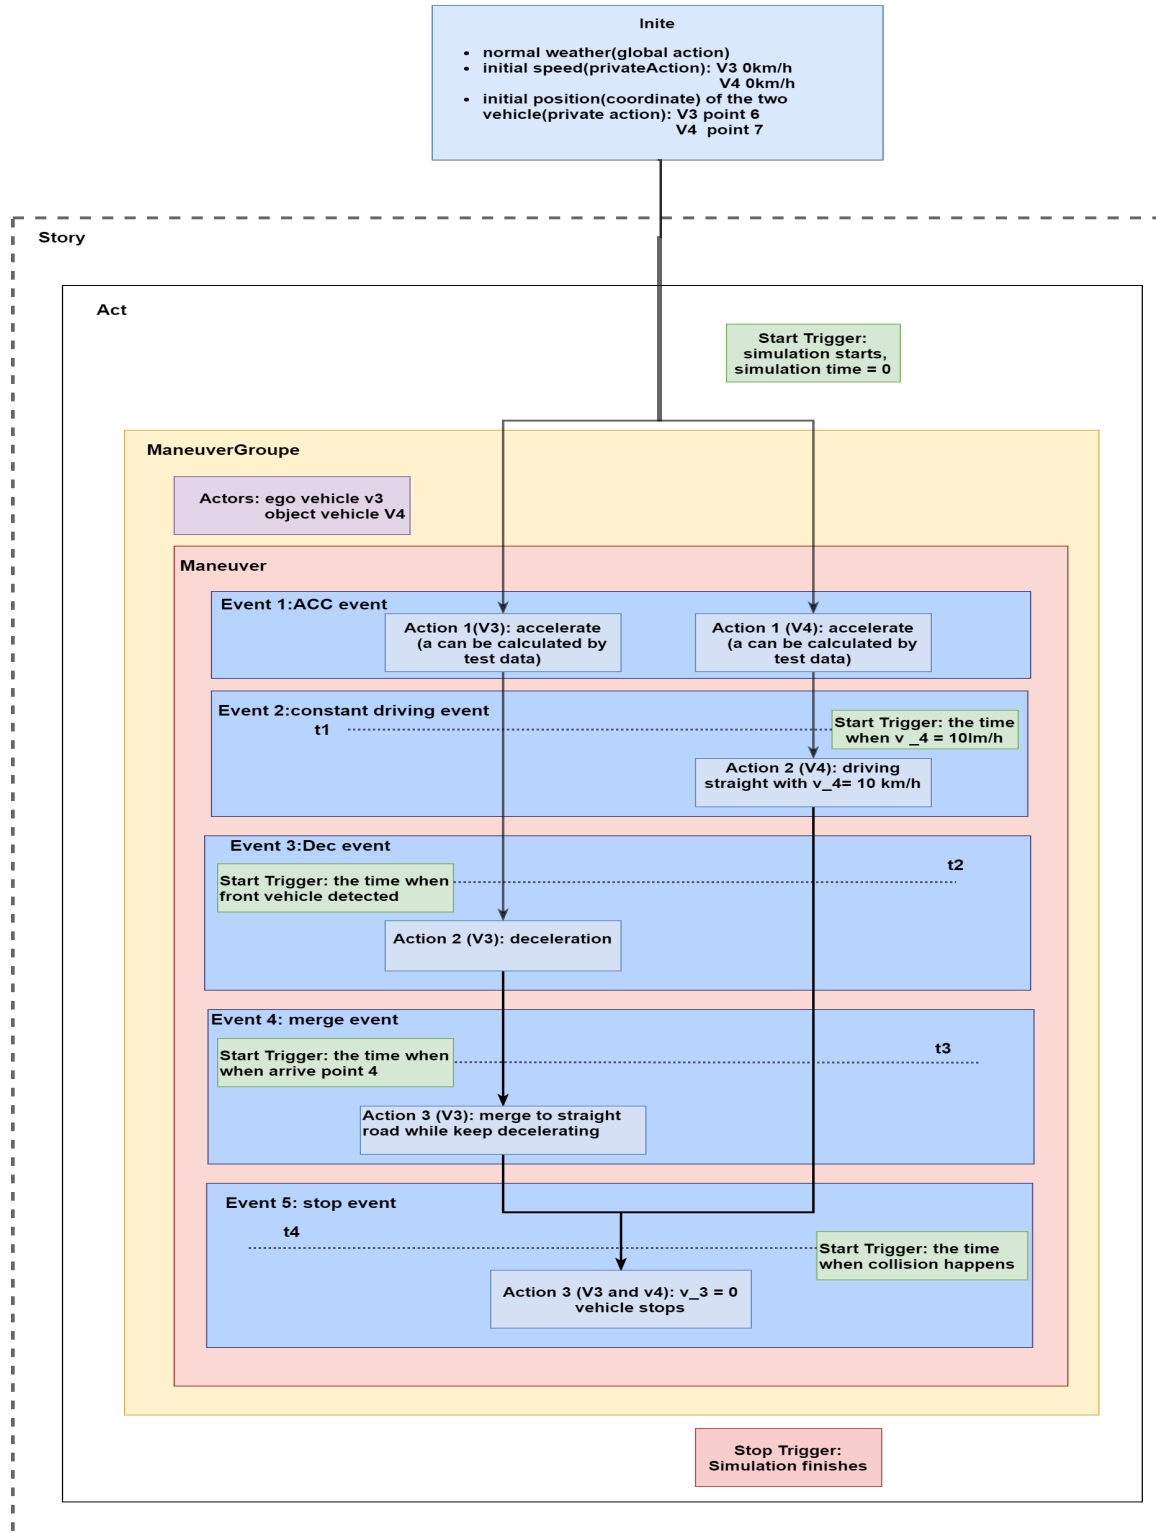 Inite
• normal weather(global action)
• initial speed(privateAction): V3 0km/h
V4 0km/h
• initial position(coordinate) of the two
vehicle(private action): V3 point 6
V4 point 7
Story
Act
Start Trigger:
simulation starts,
simulation time = 0
ManeuverGroupe
Actors: ego vehicle v3
object vehicle V4
Maneuver
Event 1:ACC event
Action 1(V3): accelerate
(a can be calculated by
test data)
Action 1 (V4): accelerate
(a can be calculated by
test data)
Event 2:constant driving event
t1
Start Trigger: the time
when v _4 = 10lm/h
Action 2 (V4): driving
straight with v_4= 10 km/h
Event 3:Dec event
t2
Start Trigger: the time when
front vehicle detected
Action 2 (V3): deceleration
Event 4: merge event
t3
Start Trigger: the time when
when arrive point 4
Action 3 (V3): merge to straight
road while keep decelerating
Event 5: stop event
t4
Start Trigger: the time
when collision happens
Action 3 (V3 and v4): v_3 = 0
vehicle stops
Stop Trigger:
Simulation finishes